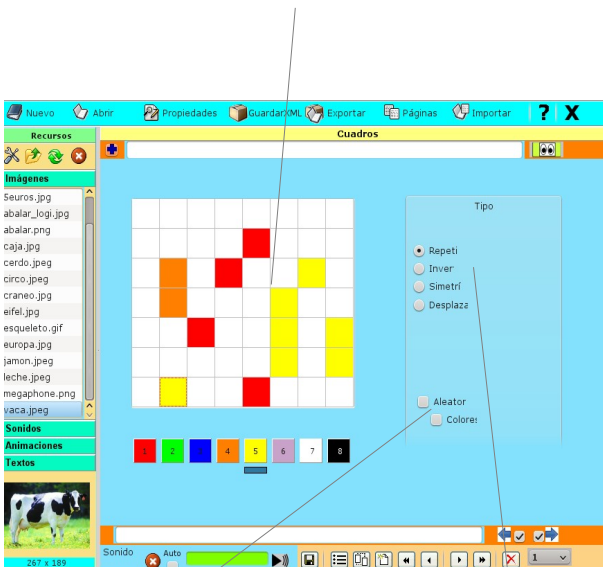 Nuevo Abrir Propiedades GuardarXML Exportar Páginas Importar ? X
Recursos
Cuadros
Imágenes
5euros.jpg
abalar_logi.jpg
abalar.png
caja.jpg
cerdo.jpeg
circo.jpeg
craneo.jpg
eifel.jpg
esqueleto.gif
europa.jpg
jamon.jpeg
leche.jpeg
megaphone.png
vaca.jpeg
Sonidos
Animaciones
Textos
267 x 189
Tipo
Repeti
Inver
Simetrí
Desplaza
Aleator
Colores
1 2 3 4 5 6 7 8
Sonido Auto 1